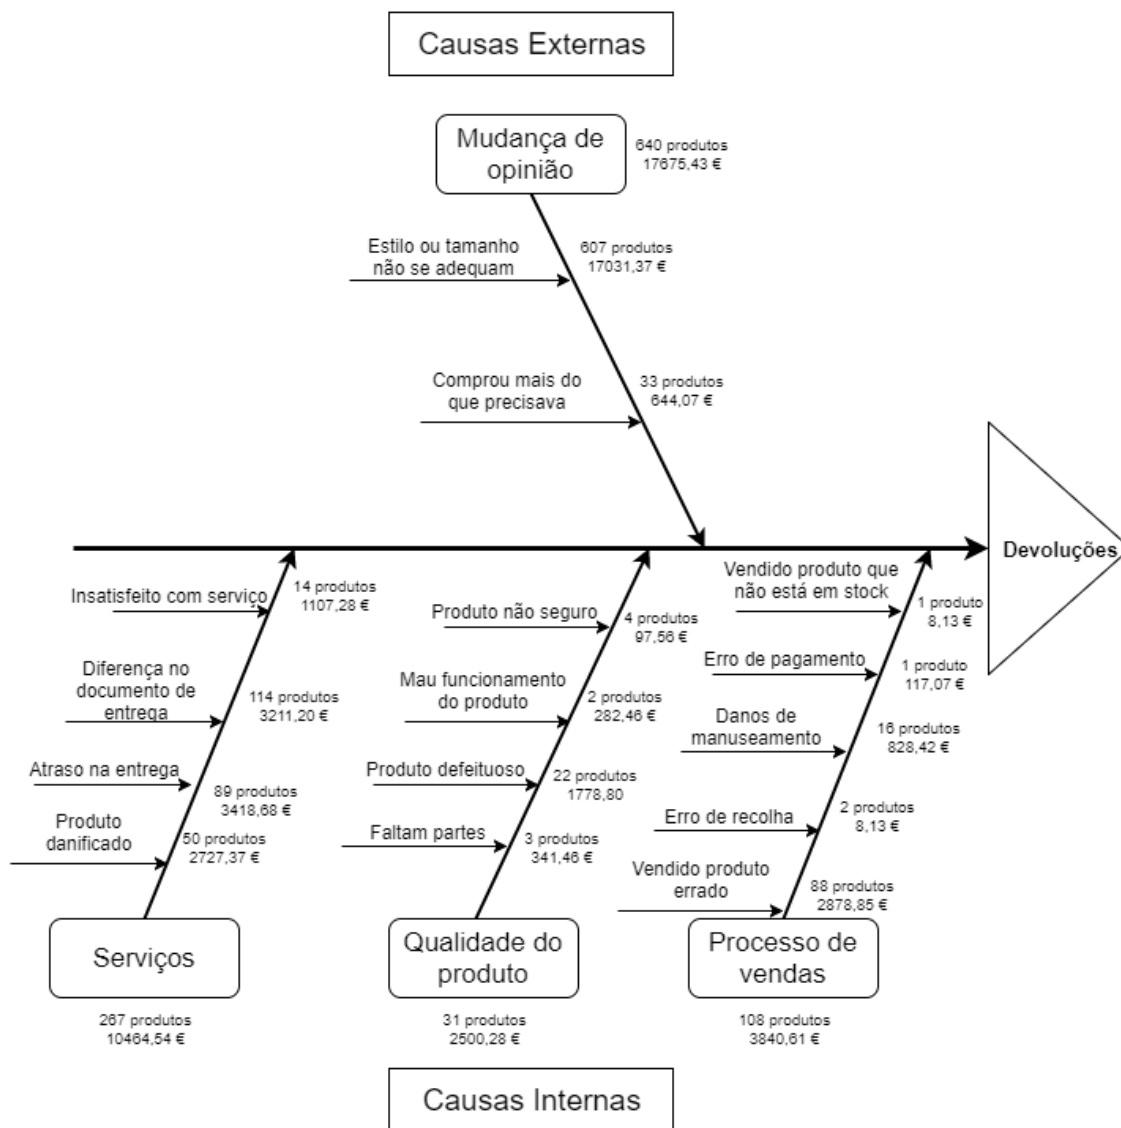 Causas Externas
Mudança de
opinião
640 produtos
17675,43 €
Estilo ou tamanho
não se adequam
607 produtos
17031,37 €
Comprou mais do
que precisava
33 produtos
644,07 €
Devoluções
Insatisfeito com serviço
14 produtos
1107,28 €
Diferença no
documento de
entrega
114 produtos
3211,20 €
Atraso na entrega
89 produtos
3418,68 €
Produto
danificado
50 produtos
2727,37 €
Serviços
267 produtos
10464,54 €
Produto não seguro
4 produtos
97,56 €
Mau funcionamento
do produto
2 produtos
282,46 €
Produto defeituoso
22 produtos
1778,80
Faltam partes
3 produtos
341,46 €
Qualidade do
produto
31 produtos
2500,28 €
Vendido produto que
não está em stock
1 produto
8,13 €
Erro de pagamento
1 produto
117,07 €
Danos de
manuseamento
16 produtos
828,42 €
Erro de recolha
2 produtos
8,13 €
Vendido produto
errado
88 produtos
2878,85 €
Processo de
vendas
108 produtos
3840,61 €
Causas Internas